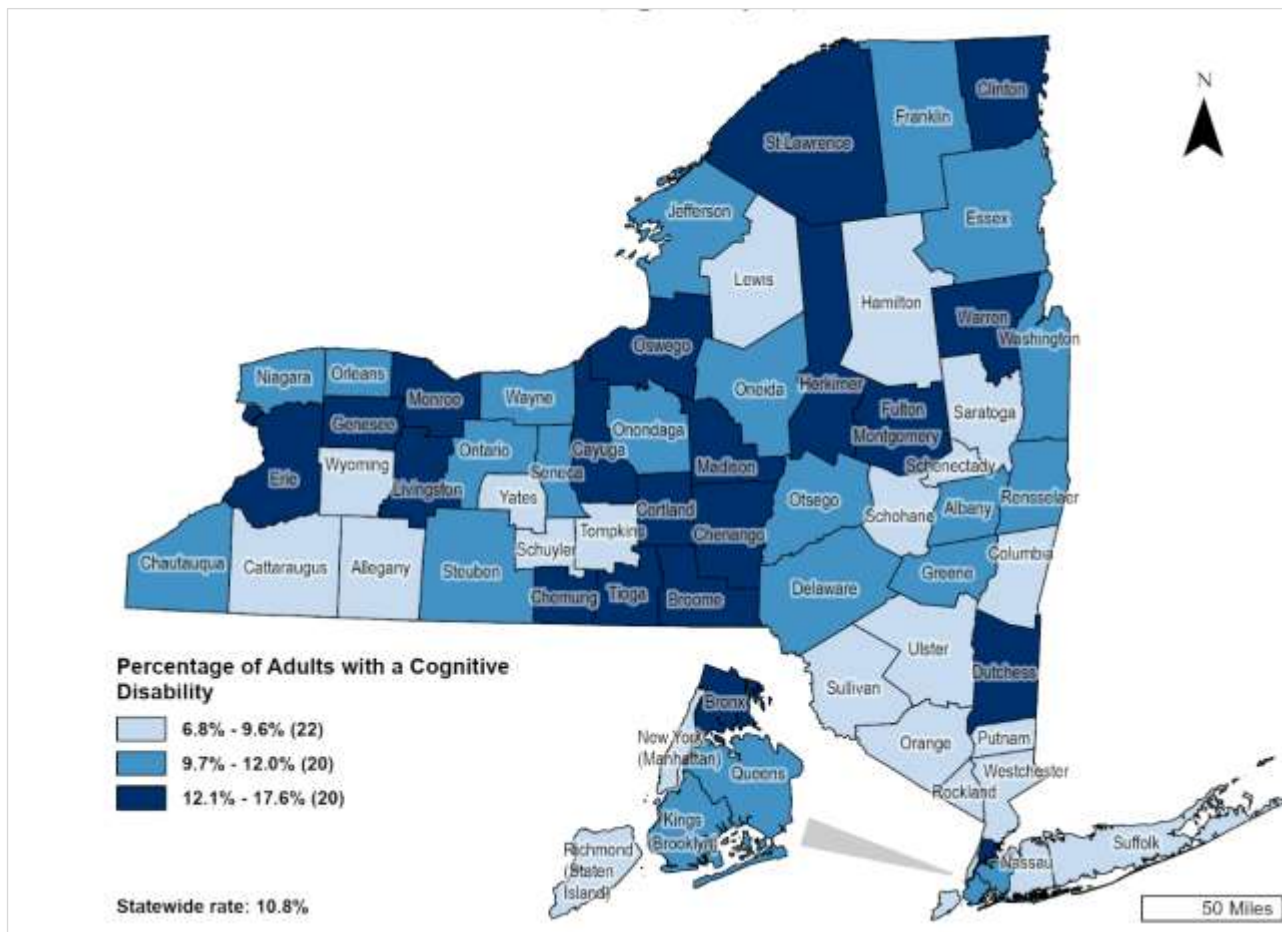 N
Clinton
Franklin
St.Lawrence
Jefferson
Essex
Lewis
Hamilton
Warren
Washington
Oswego
Oneida
Herkimer
Niagara
Orleans
Monroe
Wayne
Fulton
Saratoga
Genesee
Onondaga
Montgomery
Ontario
Cayuga
Madison
Schenectady
Wyoming
Seneca
Erie
Livingston
Yates
Cortland
Otsego
Schoharie
Albany
Rensselaer
Tompkins
Chenango
Schuyler
Columbia
Chautauqua
Cattaraugus
Allegany
Steuben
Greene
Delaware
Chemung
Tioga
Broome
Ulster
Percentage of Adults with a Cognitive
Disability
Dutchess
Sullivan
6.8% - 9.6% (22)
Bronx
New York
(Manhattan)
Orange
Putnam
9.7% - 12.0% (20)
Queens
Westchester
Rockland
12.1% - 17.6% (20)
Kings
(Brooklyn)
Richmond
(Staten
Island)
Suffolk
Nassau
Statewide rate: 10.8%
50 Miles